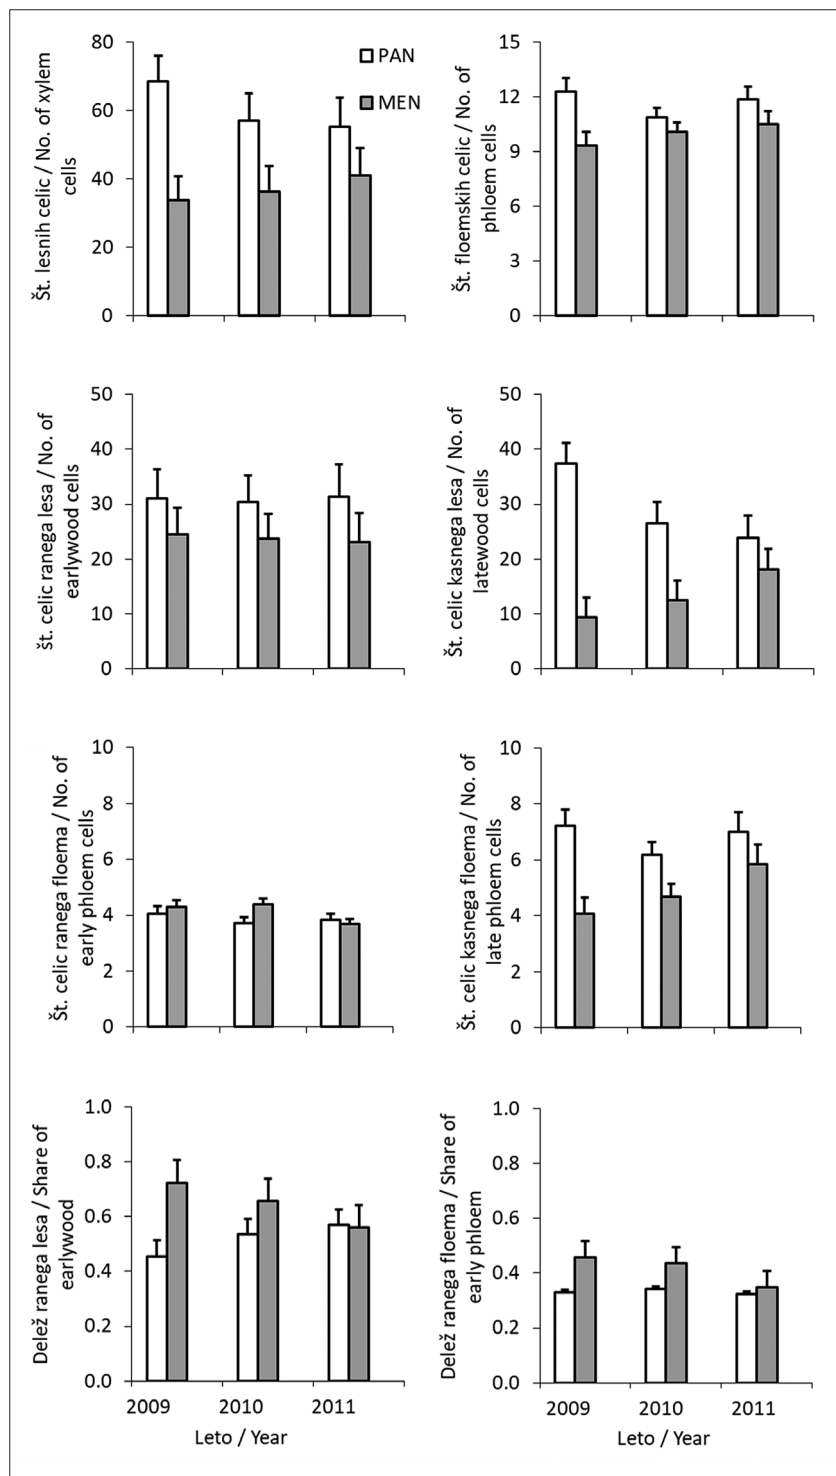 Št. lesnih celic / No. of xylem
cells
80
60
40
20
0
PAN
MEN
Št. floemskih celic / No. of
phloem cells
15
12
9
6
3
0
št. celic ranega lesa / No. of
earlywood cells
50
40
30
20
10
0
Št. celic kasnega lesa / No. of
latewood cells
50
40
30
20
10
0
Št. celic ranega floema / No. of
early phloem cells
10
8
6
4
2
0
Št. celic kasnega floema / No. of
late phloem cells
10
8
6
4
2
0
Delež ranega lesa / Share of
earlywood
1.0
0.8
0.6
0.4
0.2
0.0
2009 2010 2011
Leto / Year
Delež ranega floema / Share of
early phloem
1.0
0.8
0.6
0.4
0.2
0.0
2009 2010 2011
Leto / Year